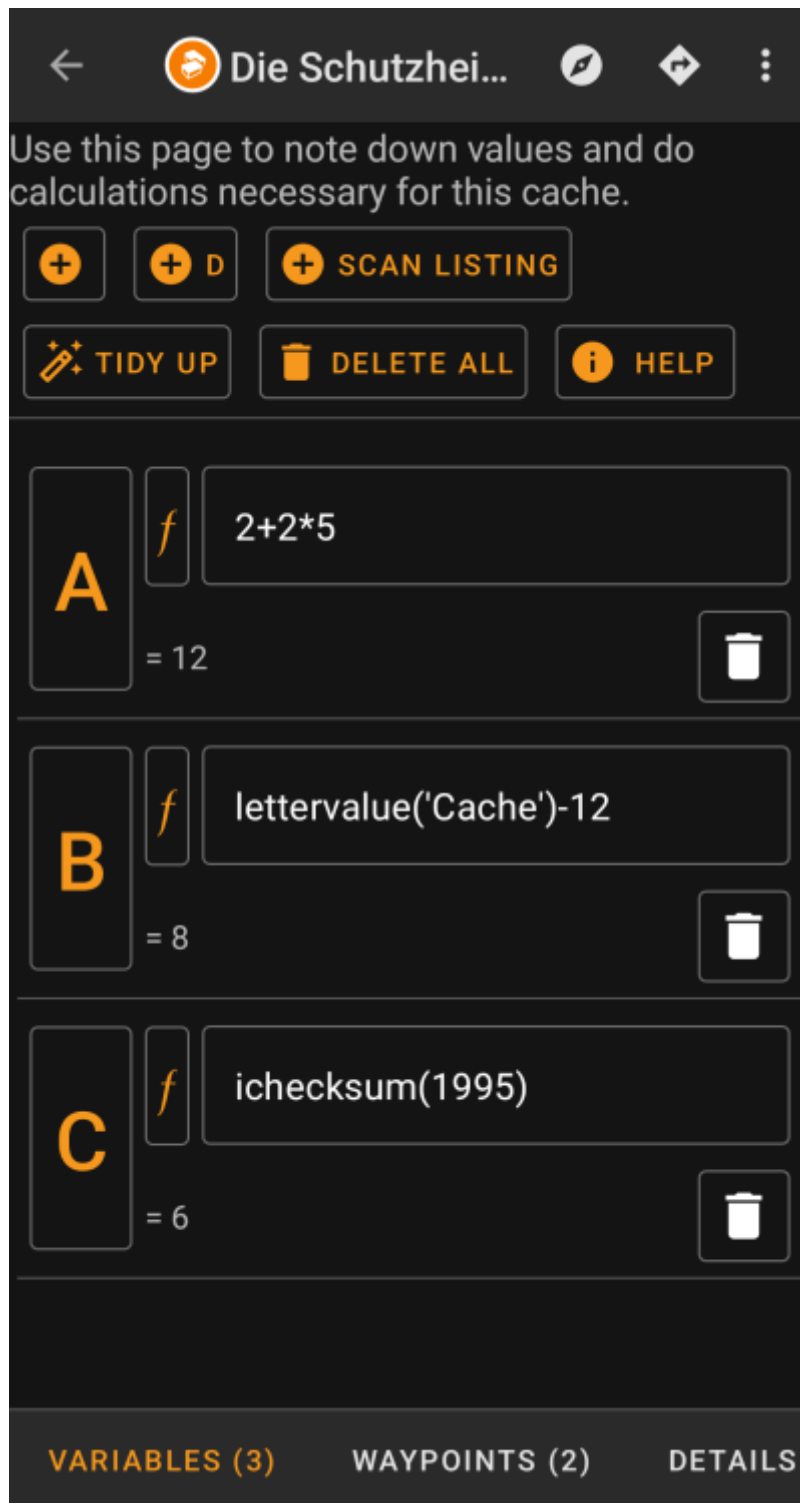 Die Schutzhei...
Use this page to note down values and do
calculations necessary for this cache.
D
SCAN LISTING
TIDY UP
DELETE ALL
HELP
A
f
2+2*5
= 12
B
f
lettervalue('Cache')-12
= 8
C
f
ichecksum(1995)
= 6
VARIABLES (3)
WAYPOINTS (2)
DETAILS